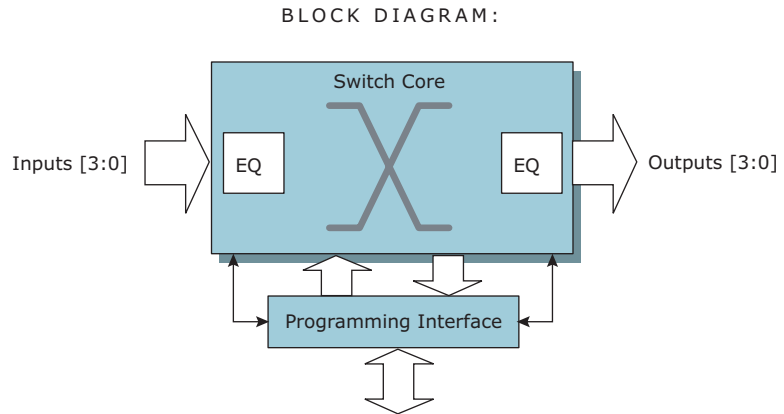 BLOCK DIAGRAM:
Switch Core
Inputs [3:0]
EQ
EQ
Outputs [3:0]
Programming Interface